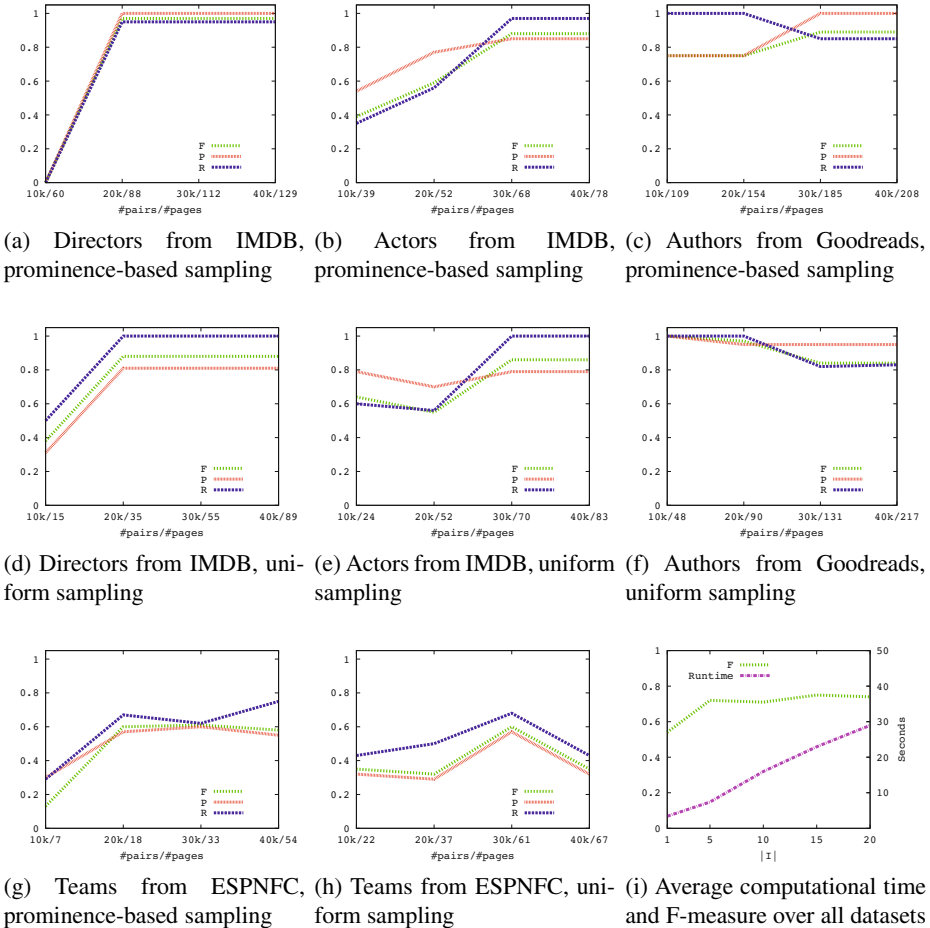 1
0.8
0.6
0.4
0.2
0
F
P
R
10k/60 20k/88 30k/112 40k/129
#pairs/#pages
(a) Directors from IMDB,
prominence-based sampling
1
0.8
0.6
0.4
0.2
0
F
P
R
10k/39 20k/52 30k/68 40k/78
#pairs/#pages
(b) Actors from IMDB,
prominence-based sampling
1
0.8
0.6
0.4
0.2
0
F
P
R
10k/109 20k/154 30k/185 40k/208
#pairs/#pages
(c) Authors from Goodreads,
prominence-based sampling
1
0.8
0.6
0.4
0.2
0
F
P
R
10k/15 20k/35 30k/55 40k/89
#pairs/#pages
(d) Directors from IMDB, uni-
form sampling
1
0.8
0.6
0.4
0.2
0
F
P
R
10k/24 20k/52 30k/70 40k/83
#pairs/#pages
(e) Actors from IMDB, uniform
sampling
1
0.8
0.6
0.4
0.2
0
F
P
R
10k/48 20k/90 30k/131 40k/217
#pairs/#pages
(f) Authors from Goodreads,
uniform sampling
1
0.8
0.6
0.4
0.2
0
F
P
R
10k/7 20k/18 30k/33 40k/54
#pairs/#pages
(g) Teams from ESPNFC,
prominence-based sampling
1
0.8
0.6
0.4
0.2
0
F
P
R
10k/22 20k/37 30k/61 40k/67
#pairs/#pages
(h) Teams from ESPNFC, uni-
form sampling
1
0.8
0.6
0.4
0.2
0
F
Runtime
50
40
30
20
10
seconds
1 5 10 15 20
|I|
(i) Average computational time
and F-measure over all datasets